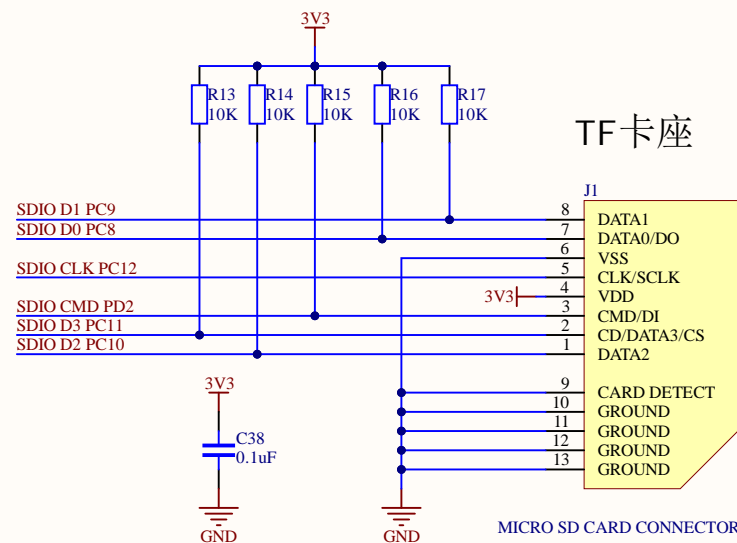 3V3
R13 R14 R15 R16 R17
10K 10K 10K 10K 10K
TF卡座
J1
SDIO D1 PC9 8 DATA1
SDIO D0 PC8 7 DATA0/DO
6 VSS
SDIO CLK PC12 5 CLK/SCLK
3V3 4 VDD
SDIO CMD PD2 3 CMD/DI
SDIO D3 PC11 2 CD/DATA3/CS
SDIO D2 PC10 1 DATA2
3V3 9 CARD DETECT
10 GROUND
11 GROUND
C38
0.1uF 12 GROUND
13 GROUND
GND GND
MICRO SD CARD CONNECTOR